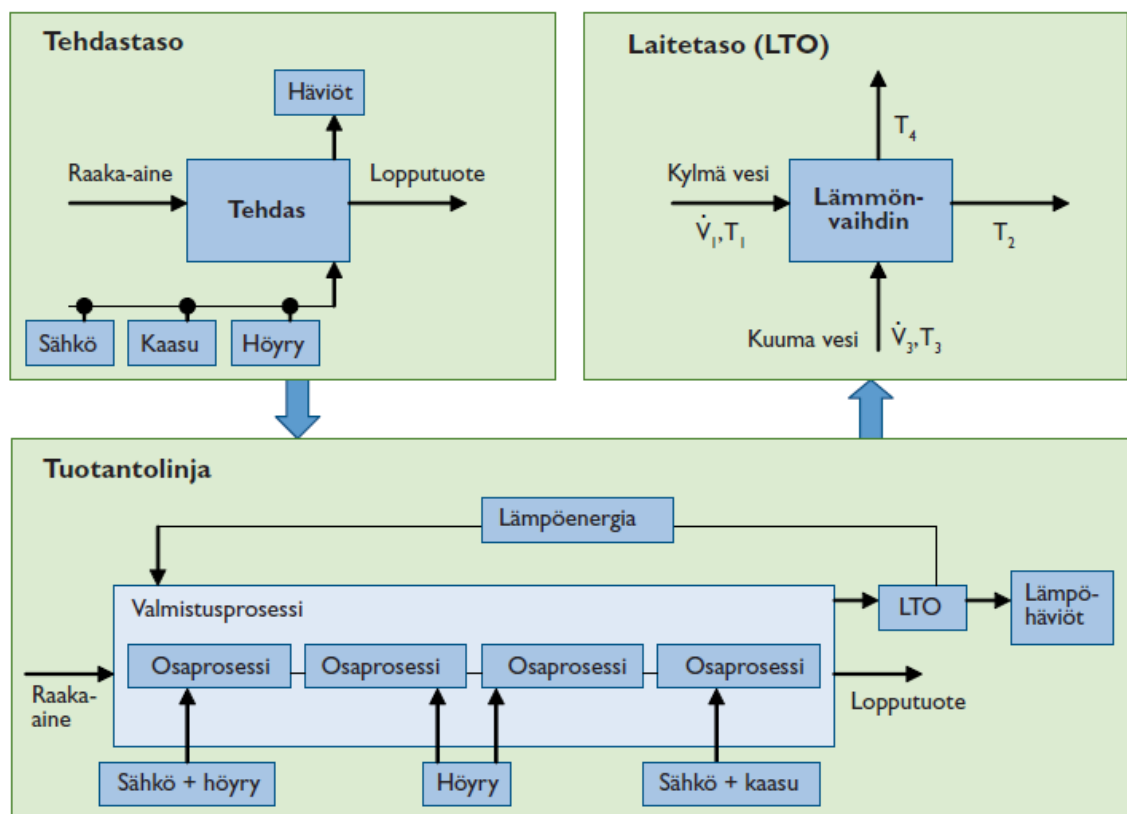 Tehdastaso
Häviöt
Raaka-aine
Lopputuote
Tehdas
Sähkö
Kaasu
Höyry
Laitetaso (LTO)
T₄
Kylmä vesi
Lämmön-
vaihdin
V̇₁,T₁
T₂
Kuuma vesi
V̇₃,T₃
Tuotantolinja
Lämpöenergia
Valmistusprosessi
LTO
Lämpö-
häviöt
Osaprosessi
Osaprosessi
Osaprosessi
Osaprosessi
Raaka-
aine
Lopputuote
Sähkö + höyry
Höyry
Sähkö + kaasu